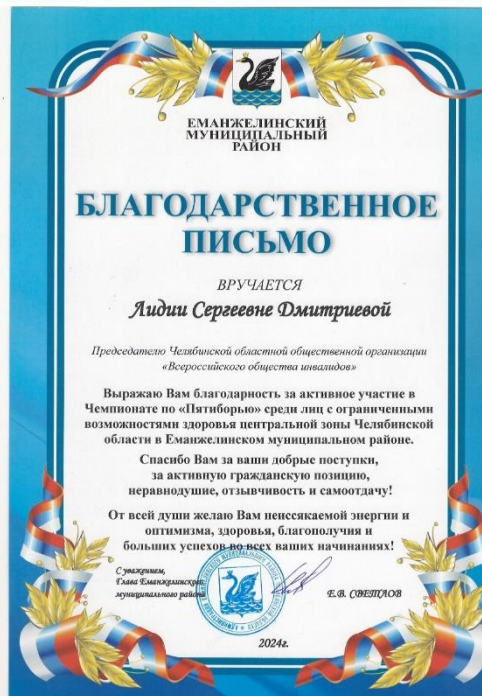 ЕМАНЖЕЛИНСКИЙ
МУНИЦИПАЛЬНЫЙ
РАЙОН
БЛАГОДАРСТВЕННОЕ
ПИСЬМО
ВРУЧАЕТСЯ
Лидии Сергеевне Дмитриевой
Председателю Челябинской областной общественной организации
«Всероссийского общества инвалидов»
Выражаю Вам благодарность за активное участие в
Чемпионате по «Пятиборью» среди лиц с ограниченными
возможностями здоровья центральной зоны Челябинской
области в Еманжелинском муниципальном районе.
Спасибо Вам за ваши добрые поступки,
за активную гражданскую позицию,
неравнодушие, отзывчивость и самоотдачу!
От всей души желаю Вам неиссякаемой энергии и
оптимизма, здоровья, благополучия и
больших успехов во всех ваших начинаниях!
С уважением,
Глава Еманжелинского
муниципального района
Е.В. СВЕТЛОВ
2024г.